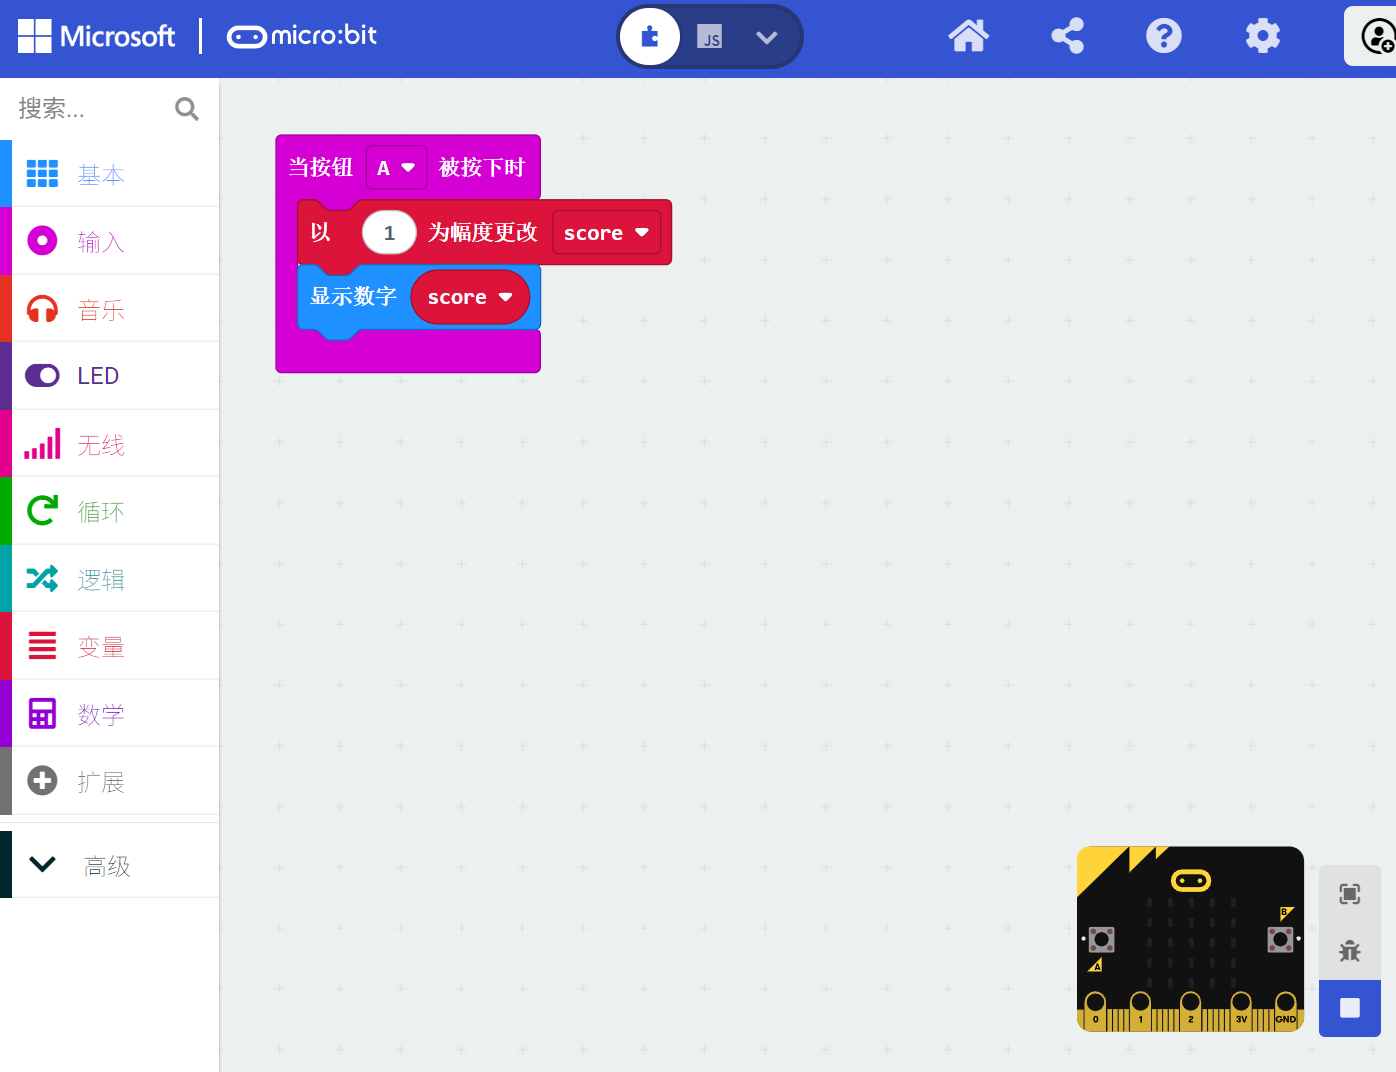 Microsoft
micro:bit
JS
搜索...
基本
输入
音乐
LED
无线
循环
逻辑
变量
数学
扩展
高级
当按钮 A 被按下时
以 1 为幅度更改 score
显示数字 score
B
A
0 1 2 3V GND